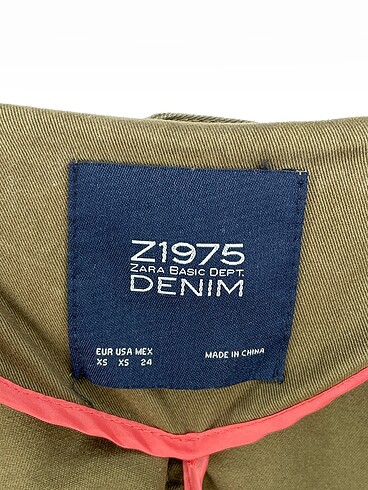 Z1975
ZARA BASIC DEPT.
DENIM
EUR USA MEX
XS XS 24
MADE IN CHINA